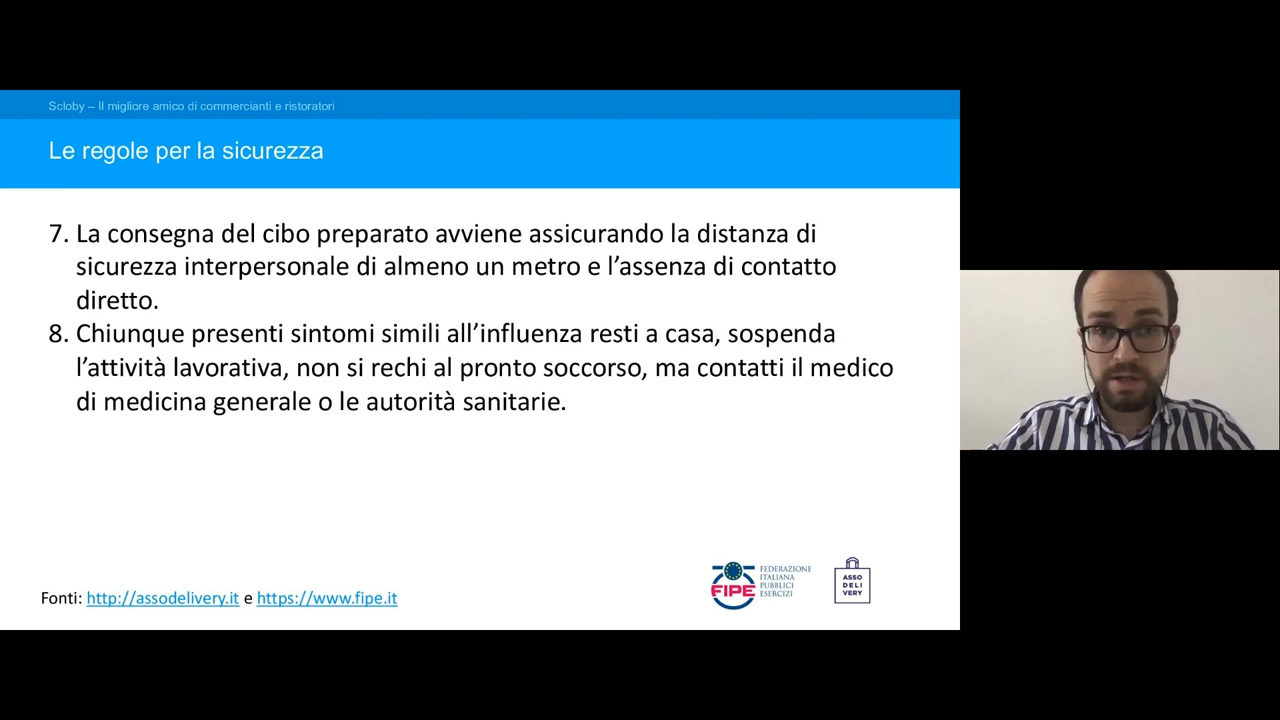 Scloby – Il migliore amico di commercianti e ristoratori
Le regole per la sicurezza
7. La consegna del cibo preparato avviene assicurando la distanza di
sicurezza interpersonale di almeno un metro e l’assenza di contatto
diretto.
8. Chiunque presenti sintomi simili all’influenza resti a casa, sospenda
l’attività lavorativa, non si rechi al pronto soccorso, ma contatti il medico
di medicina generale o le autorità sanitarie.
Fonti: http://assodelivery.it e https://www.fipe.it
FIPE
FEDERAZIONE
ITALIANA
PUBBLICI
ESERCIZI
ASSO
DELI
VERY